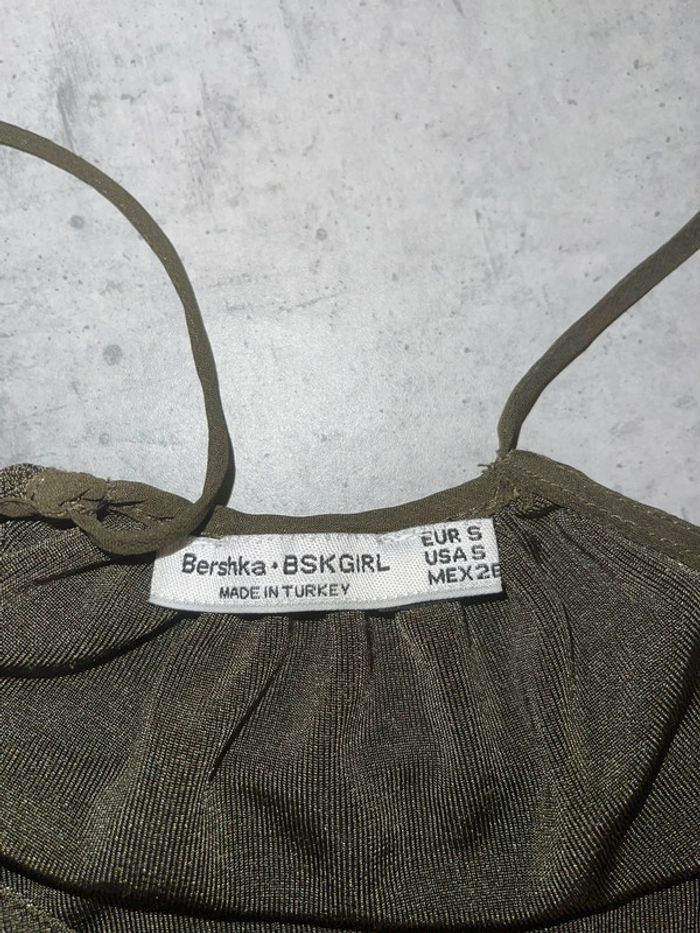 Bershka • BSKGIRL
MADE IN TURKEY
EUR S
USA S
MEX 26